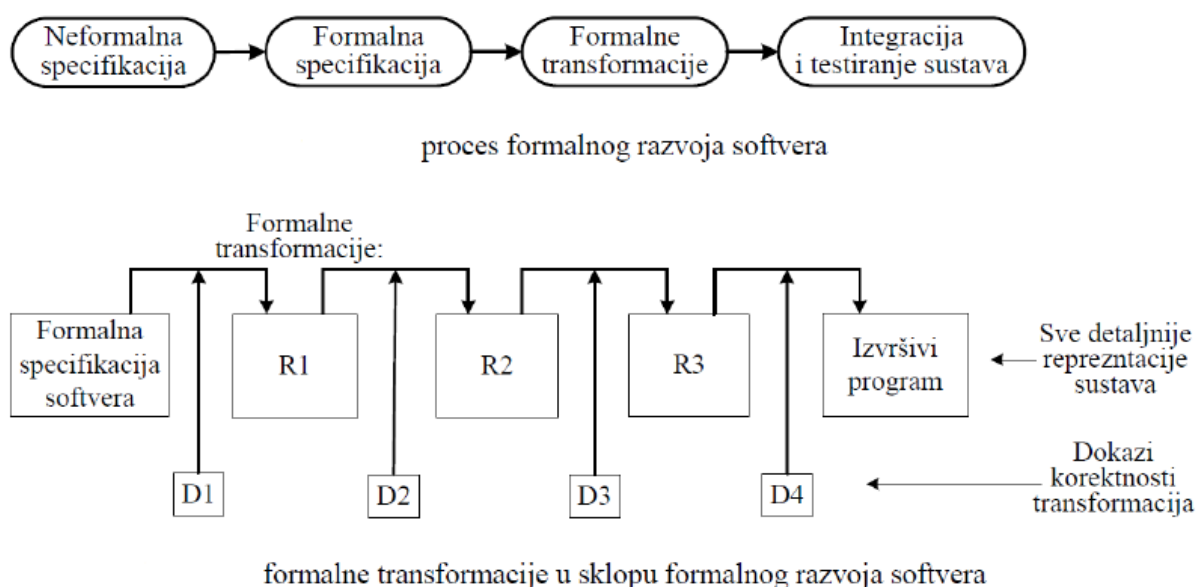 Neformalna
specifikacija
Formalna
specifikacija
Formalne
transformacije
Integracija
i testiranje sustava
proces formalnog razvoja softvera
Formalne
transformacije:
Formalna
specifikacija
softvera
R1
R2
R3
Izvršivi
program
Sve detaljnije
reprezntacije
sustava
D1
D2
D3
D4
Dokazi
korektnosti
transformacija
formalne transformacije u sklopu formalnog razvoja softvera